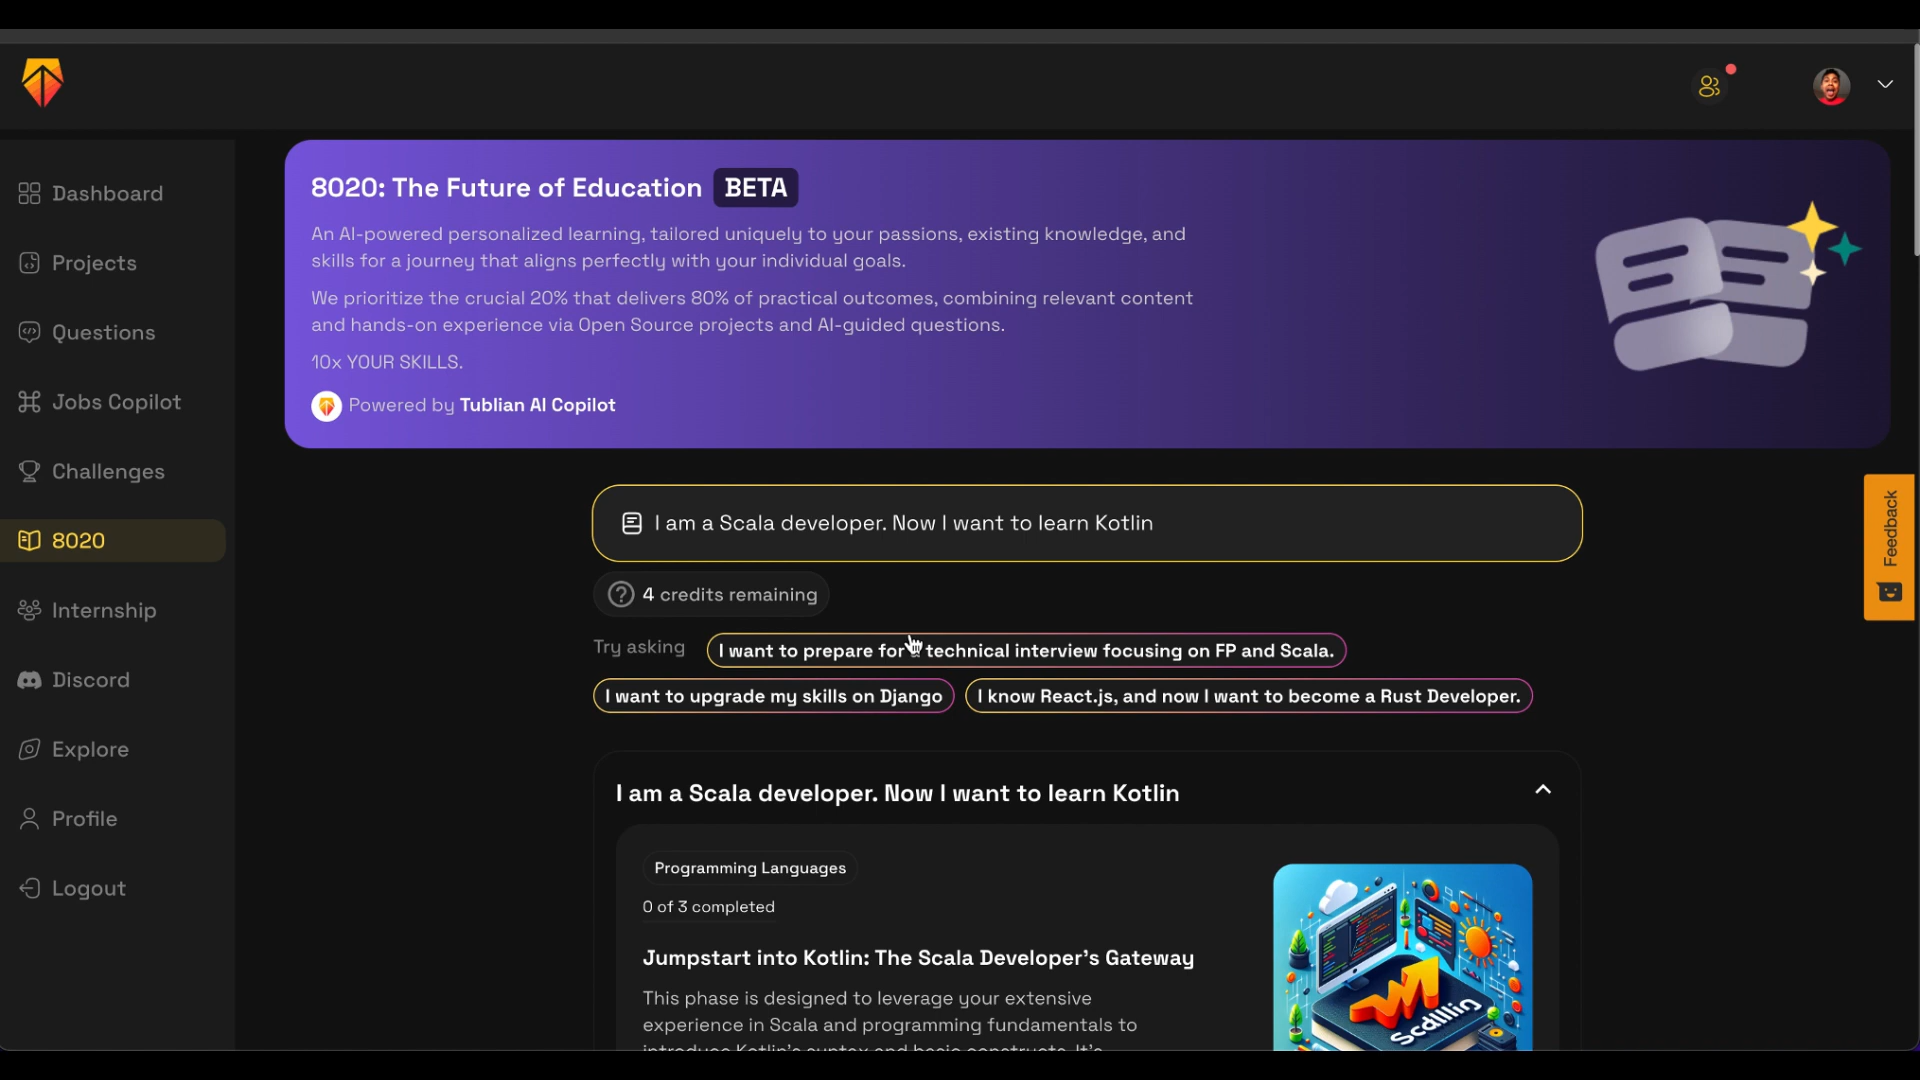 Dashboard
Projects
Questions
Jobs Copilot
Challenges
8020
Internship
Discord
Explore
Profile
Logout
8020: The Future of Education BETA
An AI-powered personalized learning, tailored uniquely to your passions, existing knowledge, and
skills for a journey that aligns perfectly with your individual goals.
We prioritize the crucial 20% that delivers 80% of practical outcomes, combining relevant content
and hands-on experience via Open Source projects and AI-guided questions.
10x YOUR SKILLS.
Powered by Tublian AI Copilot
I am a Scala developer. Now I want to learn Kotlin
4 credits remaining
Try asking I want to prepare for a technical interview focusing on FP and Scala.
I want to upgrade my skills on Django I know React.js, and now I want to become a Rust Developer.
I am a Scala developer. Now I want to learn Kotlin
Programming Languages
0 of 3 completed
Jumpstart into Kotlin: The Scala Developer's Gateway
This phase is designed to leverage your extensive
experience in Scala and programming fundamentals to
introduce Kotlin's syntax and basic constructs. It's
Feedback